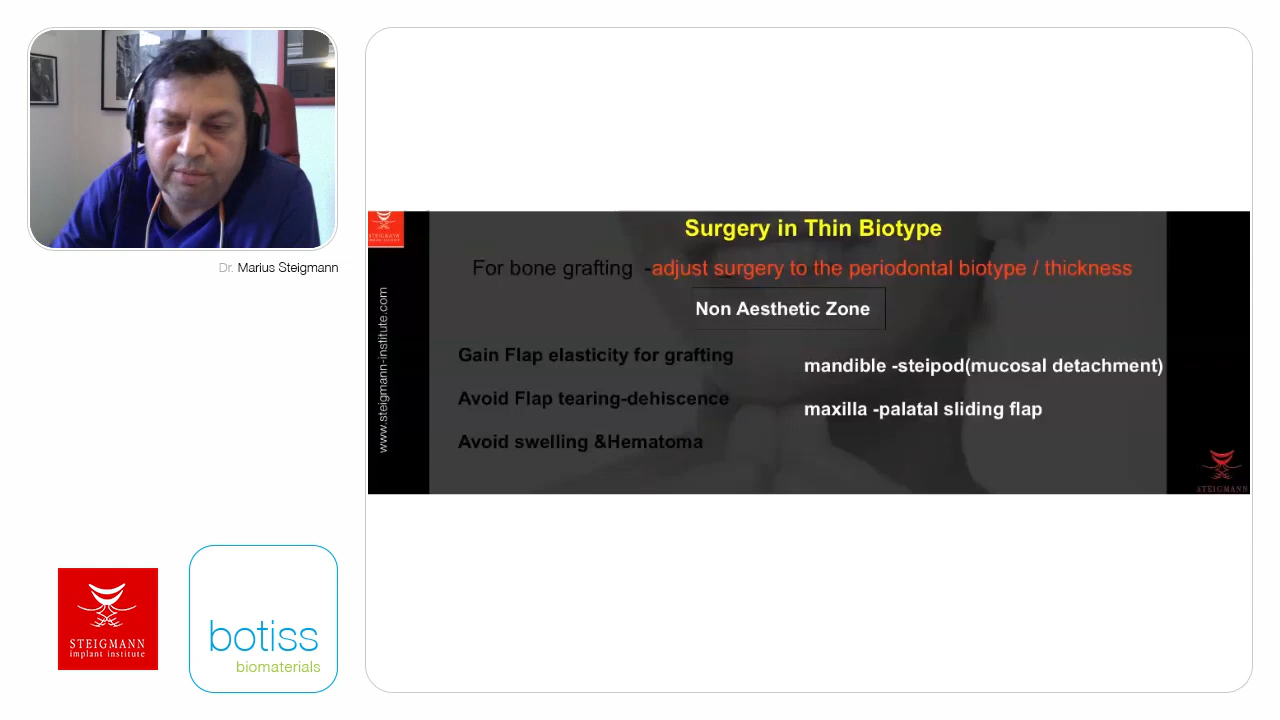 Dr. Marius Steigmann
www.steigmann-institute.com
Surgery in Thin Biotype
For bone grafting -adjust surgery to the periodontal biotype / thickness
Non Aesthetic Zone
Gain Flap elasticity for grafting
Avoid Flap tearing-dehiscence
Avoid swelling &Hematoma
mandible -steipod(mucosal detachment)
maxilla -palatal sliding flap
STEIGMANN
STEIGMANN
implant institute
botiss
biomaterials